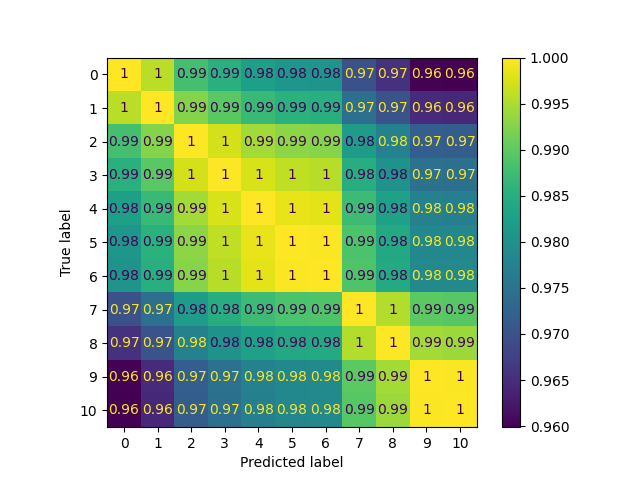 0 1 1 0.99 0.99 0.98 0.98 0.98 0.97 0.97 0.96 0.96 1.000
1 1 1 0.99 0.99 0.99 0.99 0.99 0.97 0.97 0.96 0.96 0.995
2 0.99 0.99 1 1 0.99 0.99 0.99 0.98 0.98 0.97 0.97 0.990
3 0.99 0.99 1 1 1 1 1 0.98 0.98 0.97 0.97 0.985
4 0.98 0.99 0.99 1 1 1 1 0.99 0.98 0.98 0.98
True label
5 0.98 0.99 0.99 1 1 1 1 0.99 0.98 0.98 0.98 0.980
6 0.98 0.99 0.99 1 1 1 1 0.99 0.98 0.98 0.98 0.975
7 0.97 0.97 0.98 0.98 0.99 0.99 0.99 1 1 0.99 0.99 0.970
8 0.97 0.97 0.98 0.98 0.98 0.98 0.98 1 1 0.99 0.99
9 0.96 0.96 0.97 0.97 0.98 0.98 0.98 0.99 0.99 1 1 0.965
10 0.96 0.96 0.97 0.97 0.98 0.98 0.98 0.99 0.99 1 1 0.960
0 1 2 3 4 5 6 7 8 9 10
Predicted label